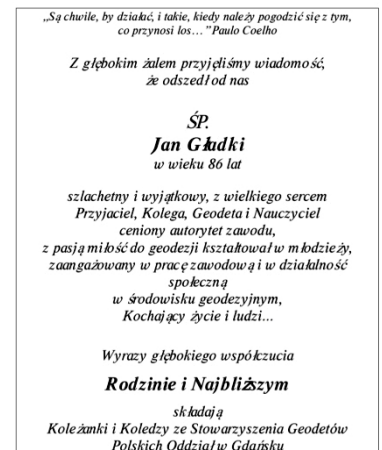 „Są chwile, by działać, i takie, kiedy należy pogodzić się z tym,
co przynosi los…” Paulo Coelho
Z głębokim żalem przyjęliśmy wiadomość,
że odszedł od nas
ŚP.
Jan Gładki
w wieku 86 lat
szlachetny i wyjątkowy, z wielkiego sercem
Przyjaciel, Kolega, Geodeta i Nauczyciel
ceniony autorytet zawodu,
z pasją miłość do geodezji kształtował w młodzieży,
zaangażowany w pracę zawodową i w działalność
społeczną
w środowisku geodezyjnym,
Kochający życie i ludzi...
Wyrazy głębokiego współczucia
Rodzinie i Najbliższym
składają
Koleżanki i Koledzy ze Stowarzyszenia Geodetów
Polskich Oddział w Gdańsku